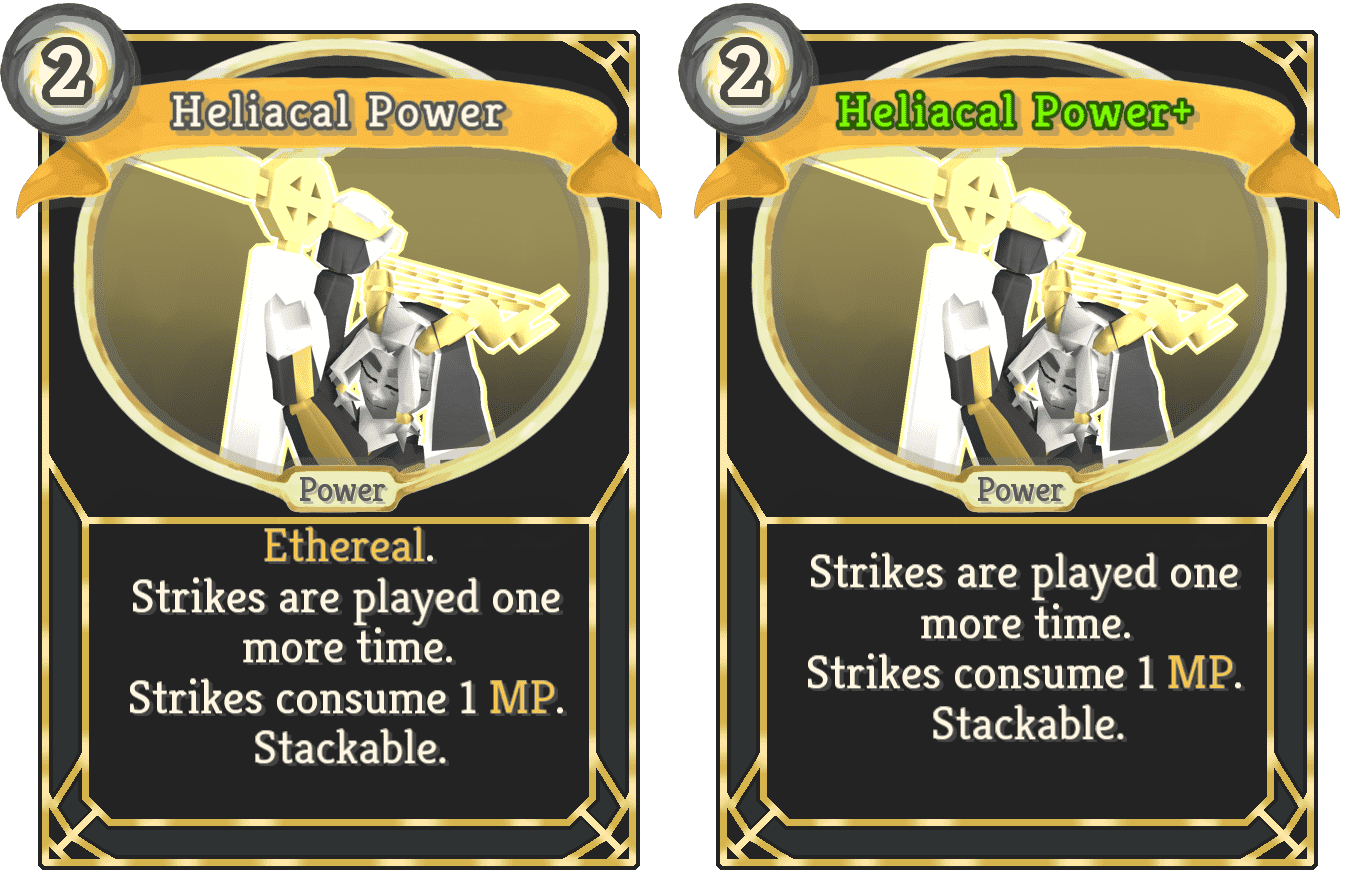 2
Heliacal Power
Power
Ethereal.
Strikes are played one
more time.
Strikes consume 1 MP.
Stackable.
2
Heliacal Power+
Power
Strikes are played one
more time.
Strikes consume 1 MP.
Stackable.